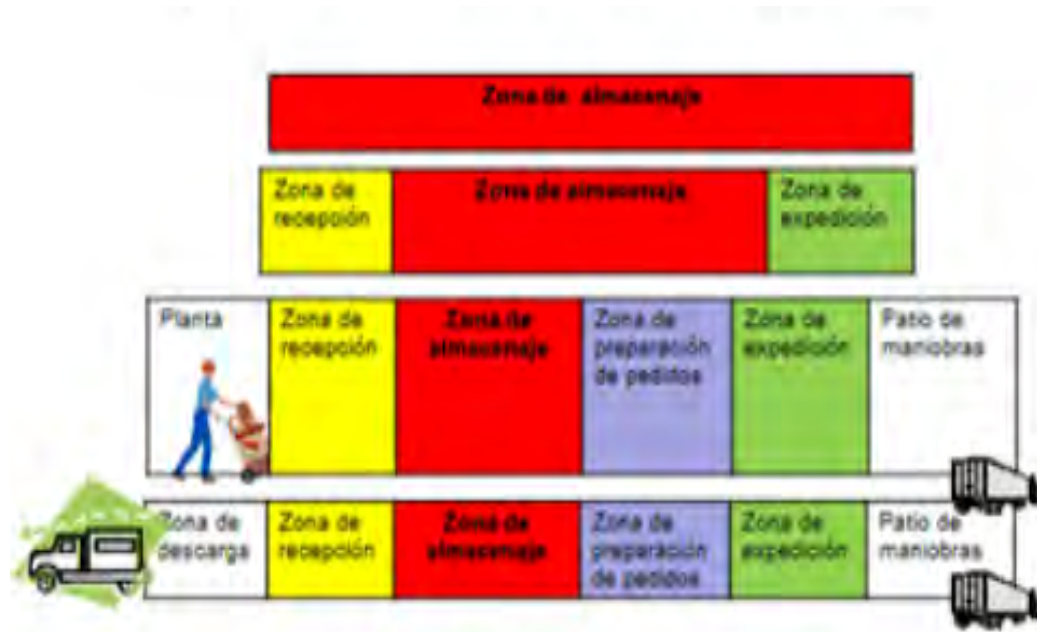 Zona de almacenaje
Zona de
recepción
Zona de almacenaje
Zona de
expedición
Planta
Zona de
recepción
Zona de
almacenaje
Zona de
preparación
de pedidos
Zona de
expedición
Patio de
maniobras
Zona de
descarga
Zona de
recepción
Zona de
almacenaje
Zona de
preparación
de pedidos
Zona de
expedición
Patio de
maniobras